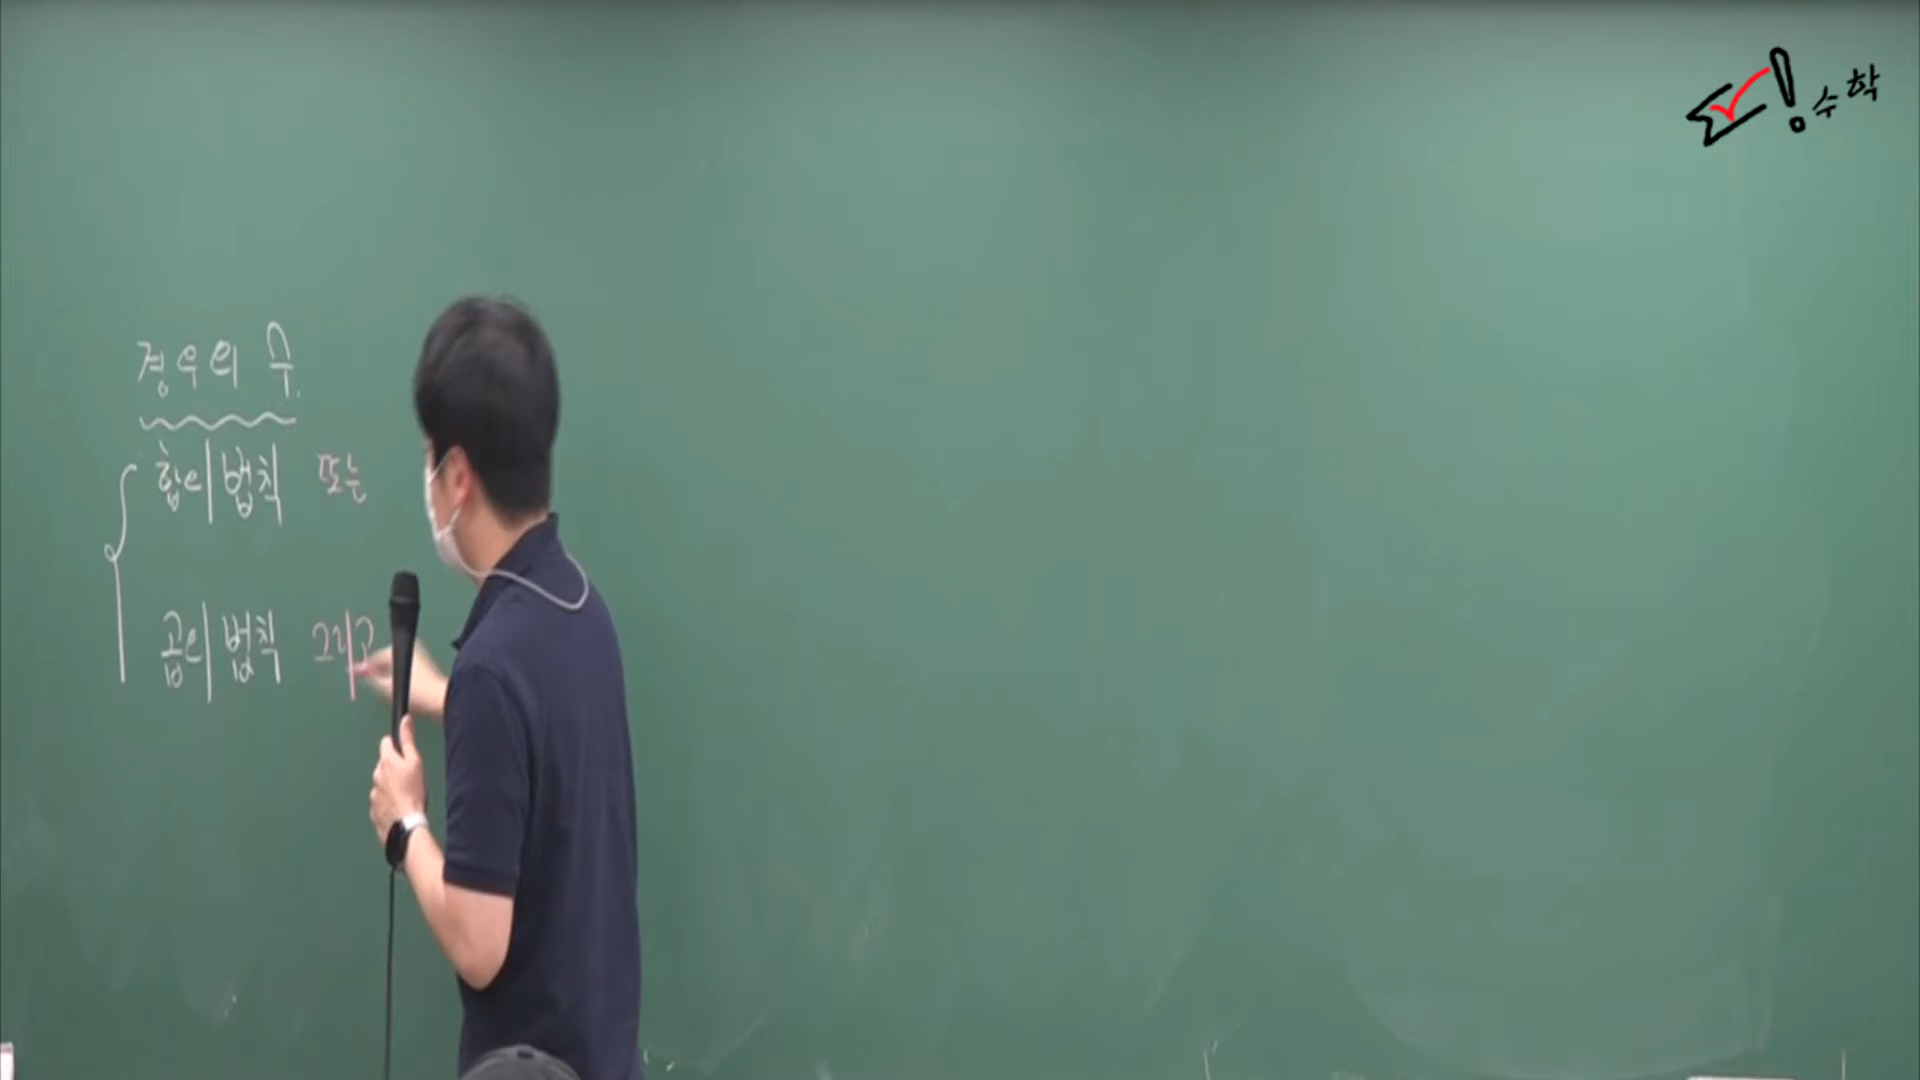 경우의 수.
합의 법칙 또는
곱의 법칙 그리고
수학